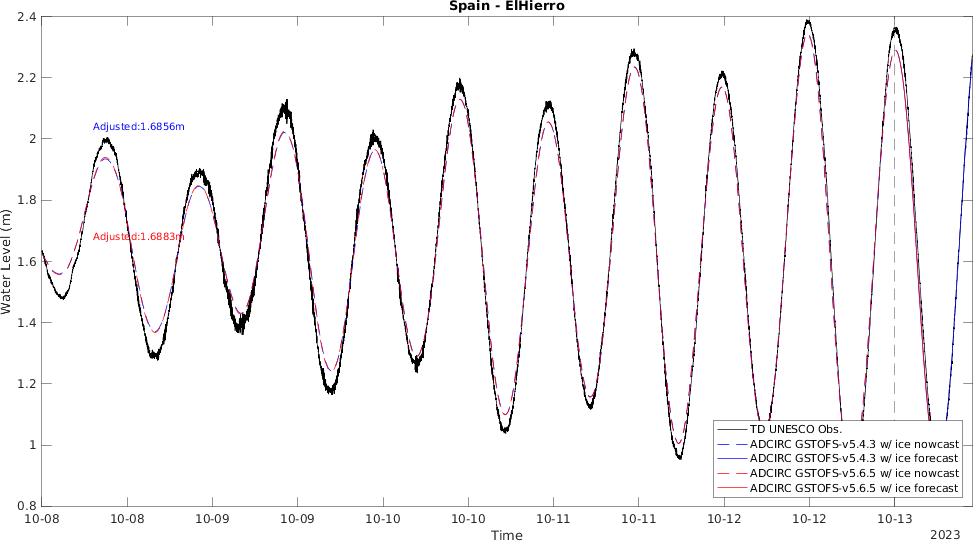 Spain - ElHierro
2.4
2.2
2
1.8
1.6
1.4
1.2
1
0.8
Water Level (m)
Adjusted:1.6856m
Adjusted:1.6883m
TD UNESCO Obs.
ADCIRC GSTOFS-v5.4.3 w/ ice nowcast
ADCIRC GSTOFS-v5.4.3 w/ ice forecast
ADCIRC GSTOFS-v5.6.5 w/ ice nowcast
ADCIRC GSTOFS-v5.6.5 w/ ice forecast
10-08 10-08 10-09 10-09 10-10 10-10 10-11 10-11 10-12 10-12 10-13
Time
2023